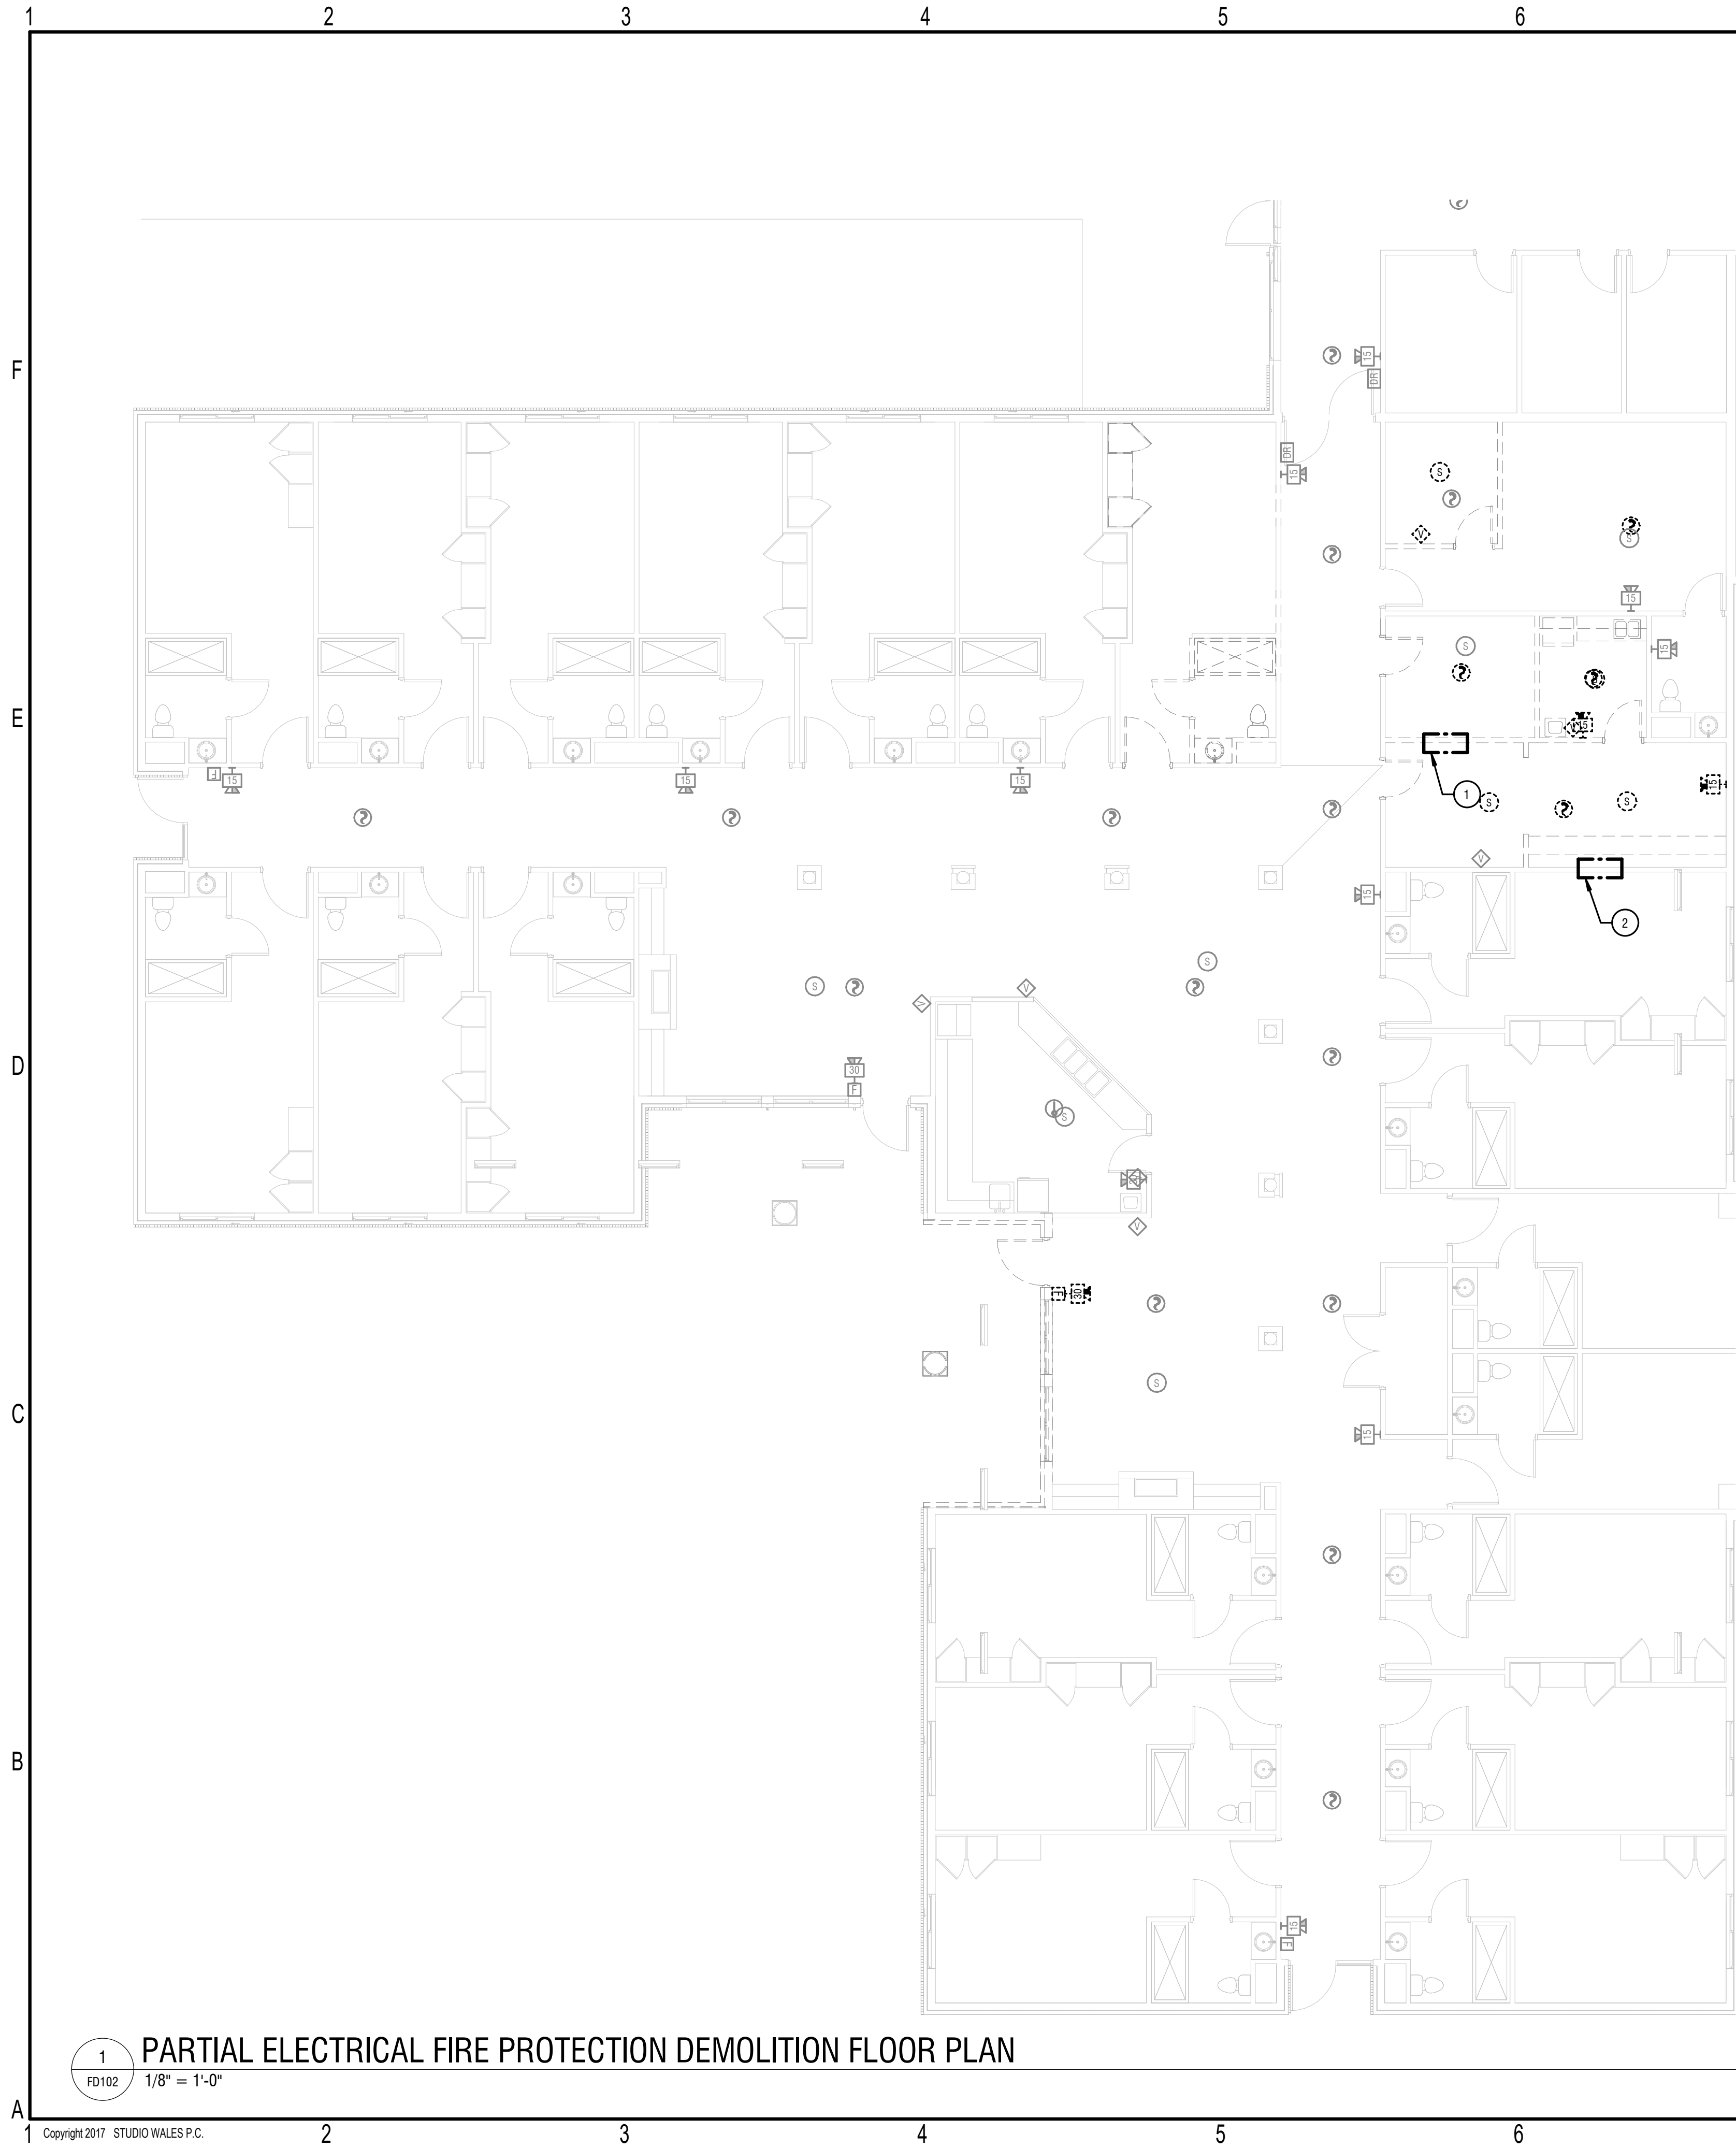 1 2 3 4 5 6
F
15
DR
DR
15
S
V
S
15
S
15
E
V 15
F 15
15
15
15
1
S
S
V
15
2
S
S
V
V
D
30
F
S
30 V
V
F 30
S
C
15
B
15
F
1
FD102
PARTIAL ELECTRICAL FIRE PROTECTION DEMOLITION FLOOR PLAN
1/8" = 1'-0"
A
1 2 3 4 5 6
Copyright 2017 STUDIO WALES P.C.